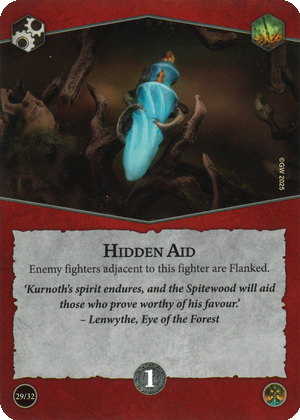 ©GW 2025
HIDDEN AID
Enemy fighters adjacent to this fighter are Flanked.
‘Kurnoth's spirit endures, and the Spitewood will aid
those who prove worthy of his favour.’
– Lenwythe, Eye of the Forest
29/32
1